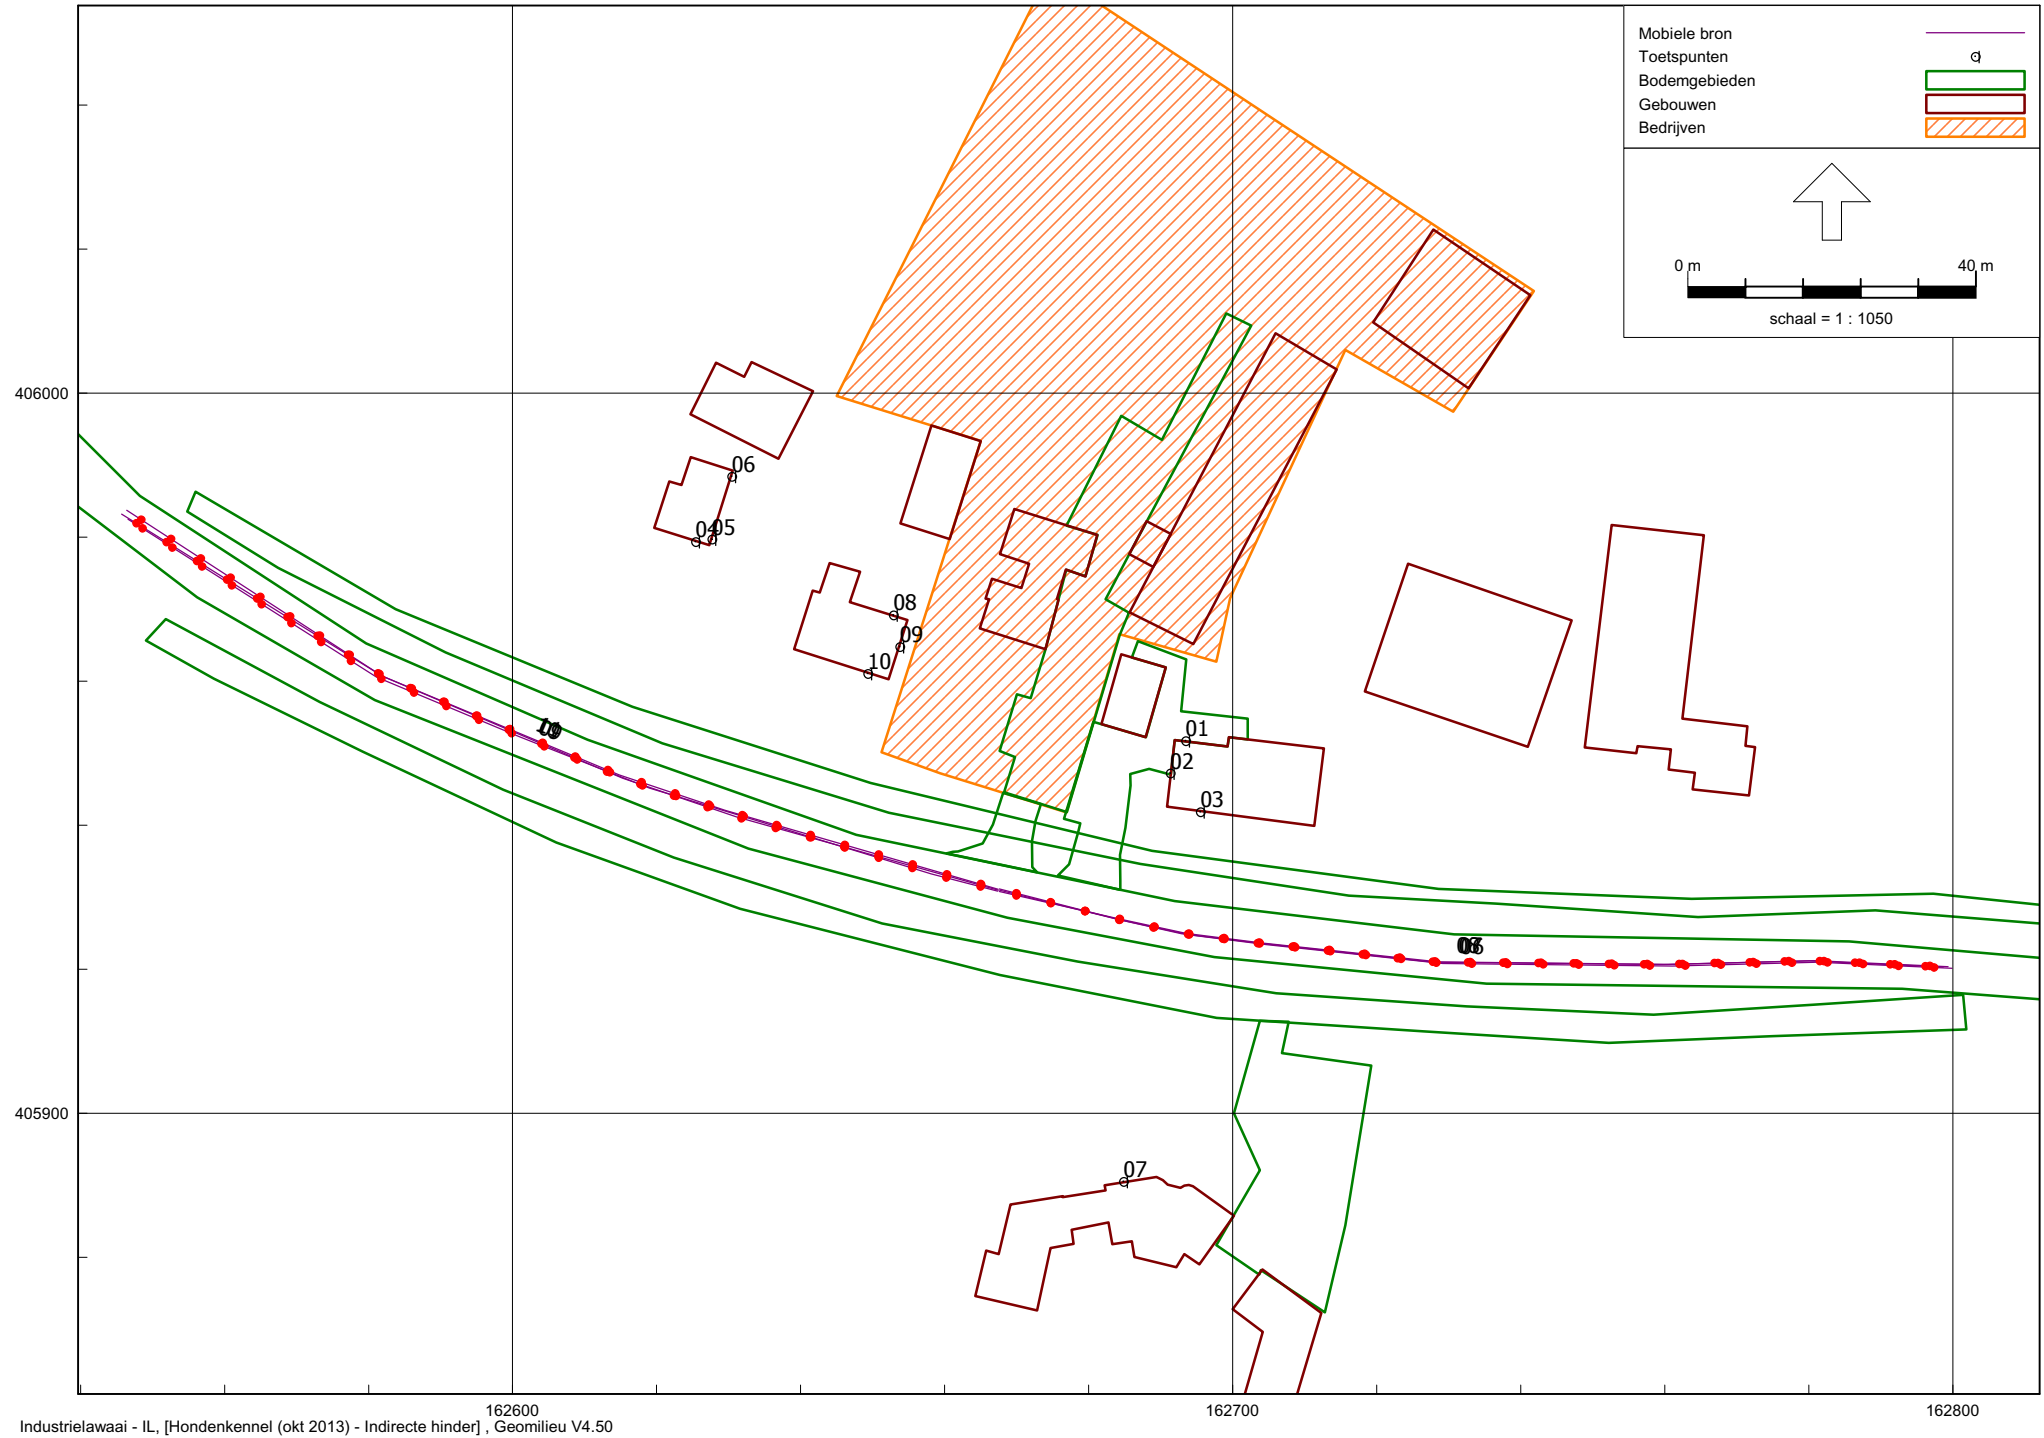 Mobiele bron
Toetspunten
Bodemgebieden
Gebouwen
Bedrijven
0 m 40 m
schaal = 1 : 1050
406000
06
04
05
08
09
10
01
02
03
405900
07
162600 162700 162800
Industrielawaai - IL, [Hondenkennel (okt 2013) - Indirecte hinder] , Geomilieu V4.50